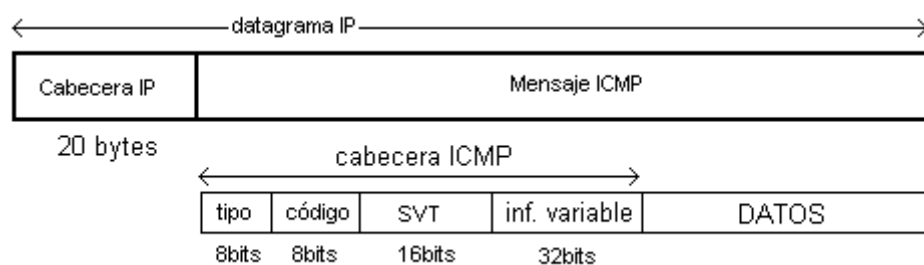 datagrama IP
Cabecera IP Mensaje ICMP
20 bytes
cabecera ICMP
tipo código SVT inf. variable DATOS
8bits 8bits 16bits 32bits